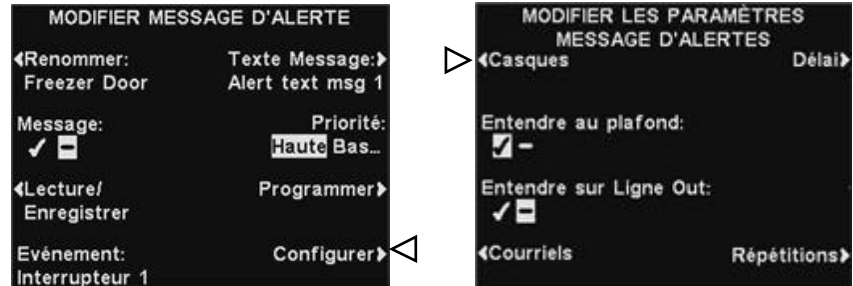 MODIFIER MESSAGE D'ALERTE
Renommer:
Freezer Door
Texte Message:
Alert text msg 1
Message:
Priorité:
Haute Bas...
Lecture/
Enregistrer
Programmer
Evénement:
Interrupteur 1
Configurer
MODIFIER LES PARAMÈTRES
MESSAGE D'ALERTES
Casques
Délai
Entendre au plafond:
Entendre sur Ligne Out:
Courriels
Répétitions